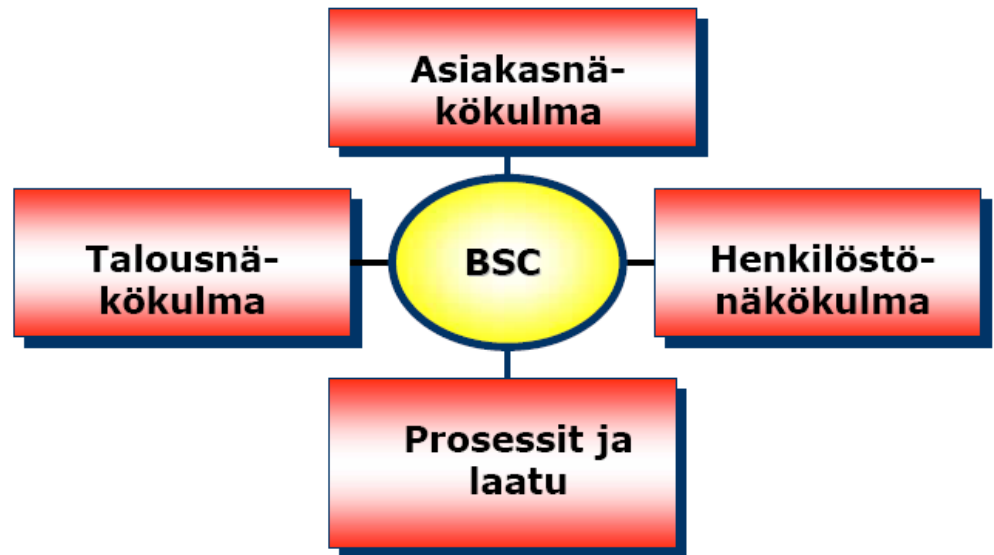 Asiakasnä-
kökulma
Talousnä-
kökulma
BSC
Henkilöstö-
näkökulma
Prosessit ja
laatu